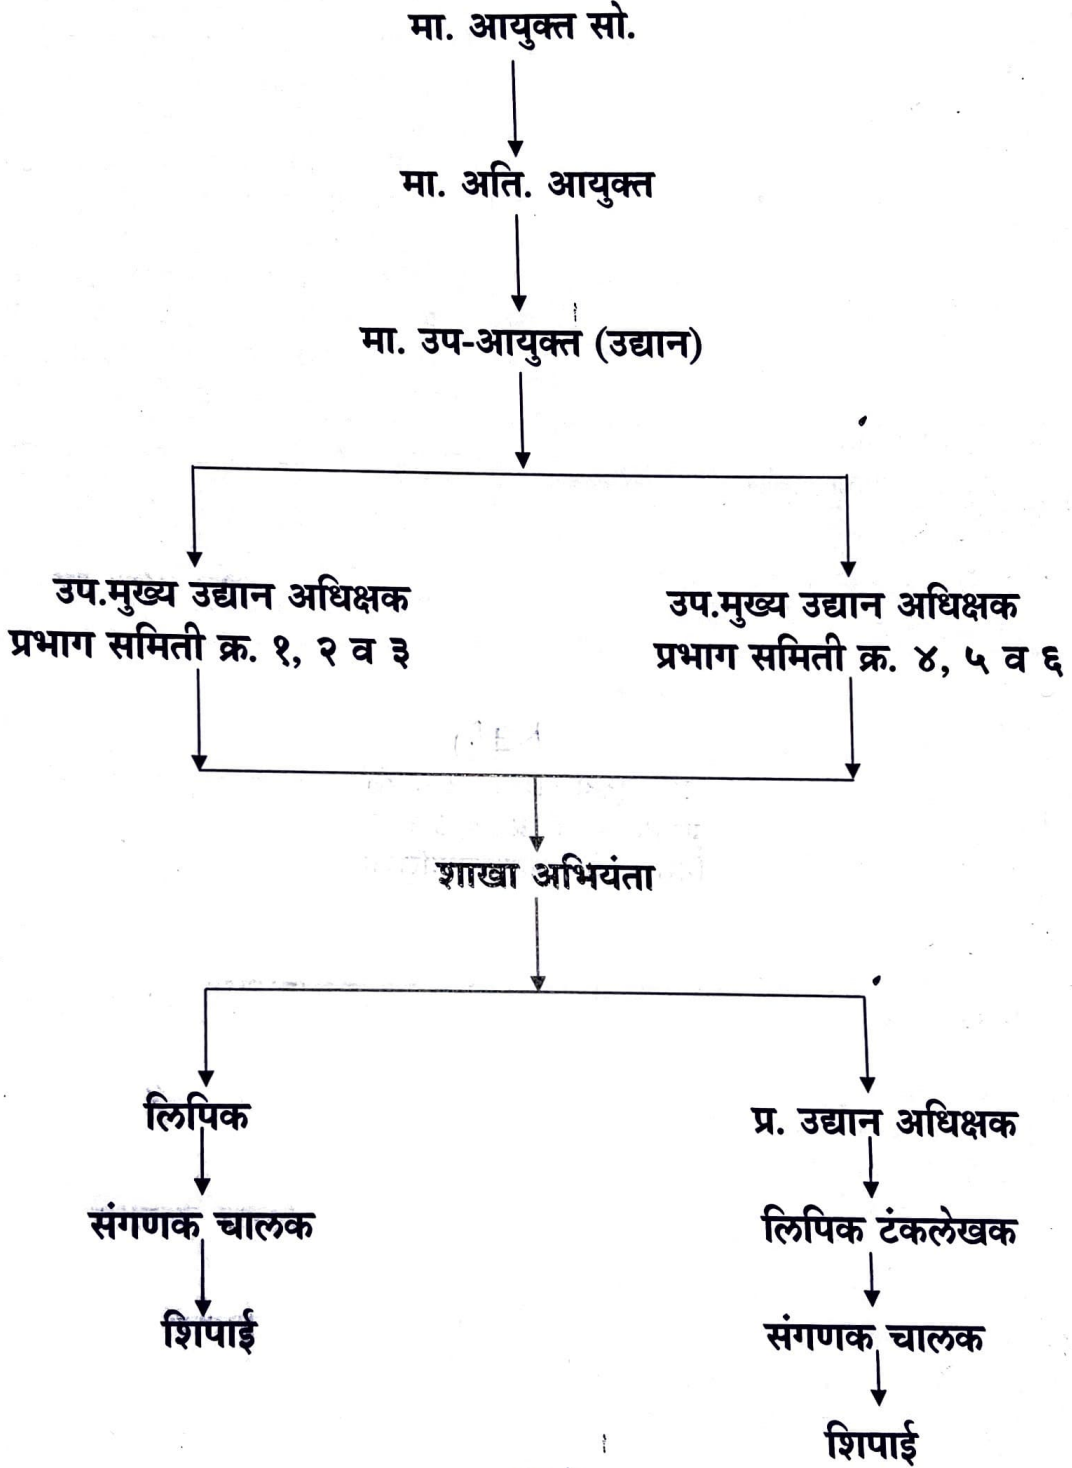 मा. आयुक्त सो.
मा. अति. आयुक्त
मा. उप-आयुक्त (उद्यान)
उप.मुख्य उद्यान अधिक्षक
प्रभाग समिती क्र. १, २ व ३
उप.मुख्य उद्यान अधिक्षक
प्रभाग समिती क्र. ४, ५ व ६
शाखा अभियंता
लिपिक
संगणक चालक
शिपाई
प्र. उद्यान अधिक्षक
लिपिक टंकलेखक
संगणक चालक
शिपाई